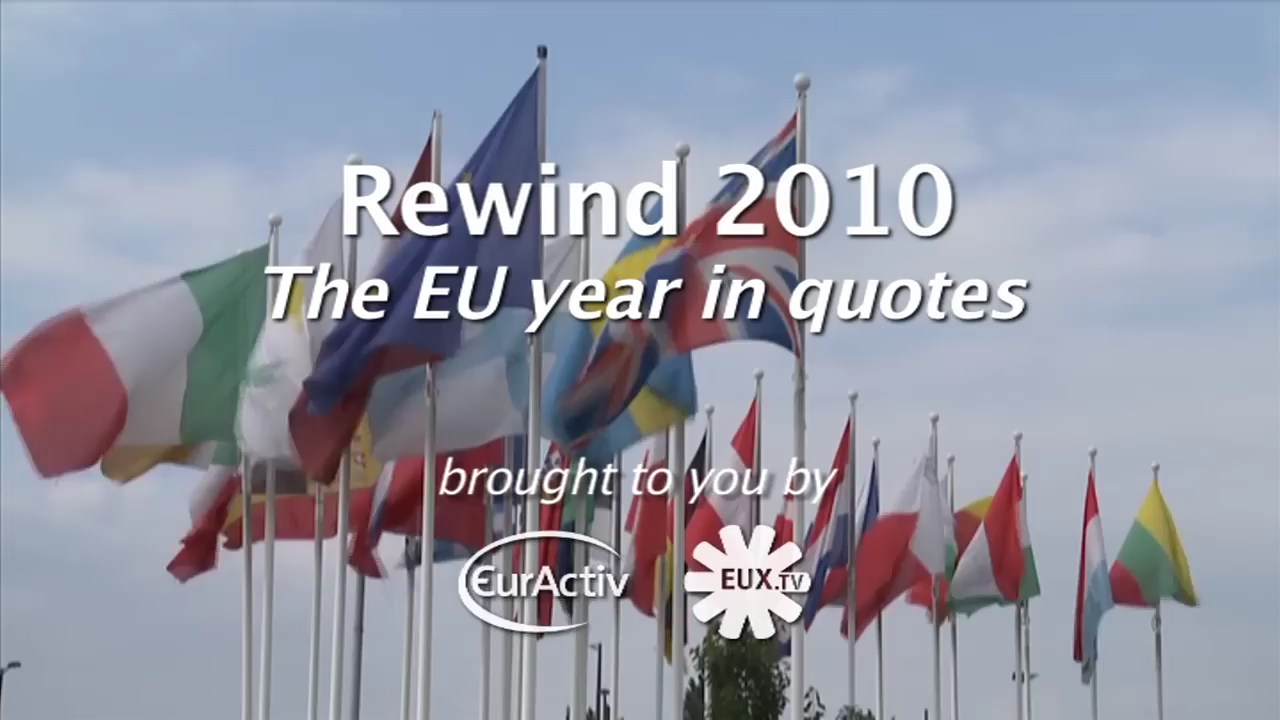 Rewind 2010
The EU year in quotes
brought to you by
EurActiv
EUX.TV